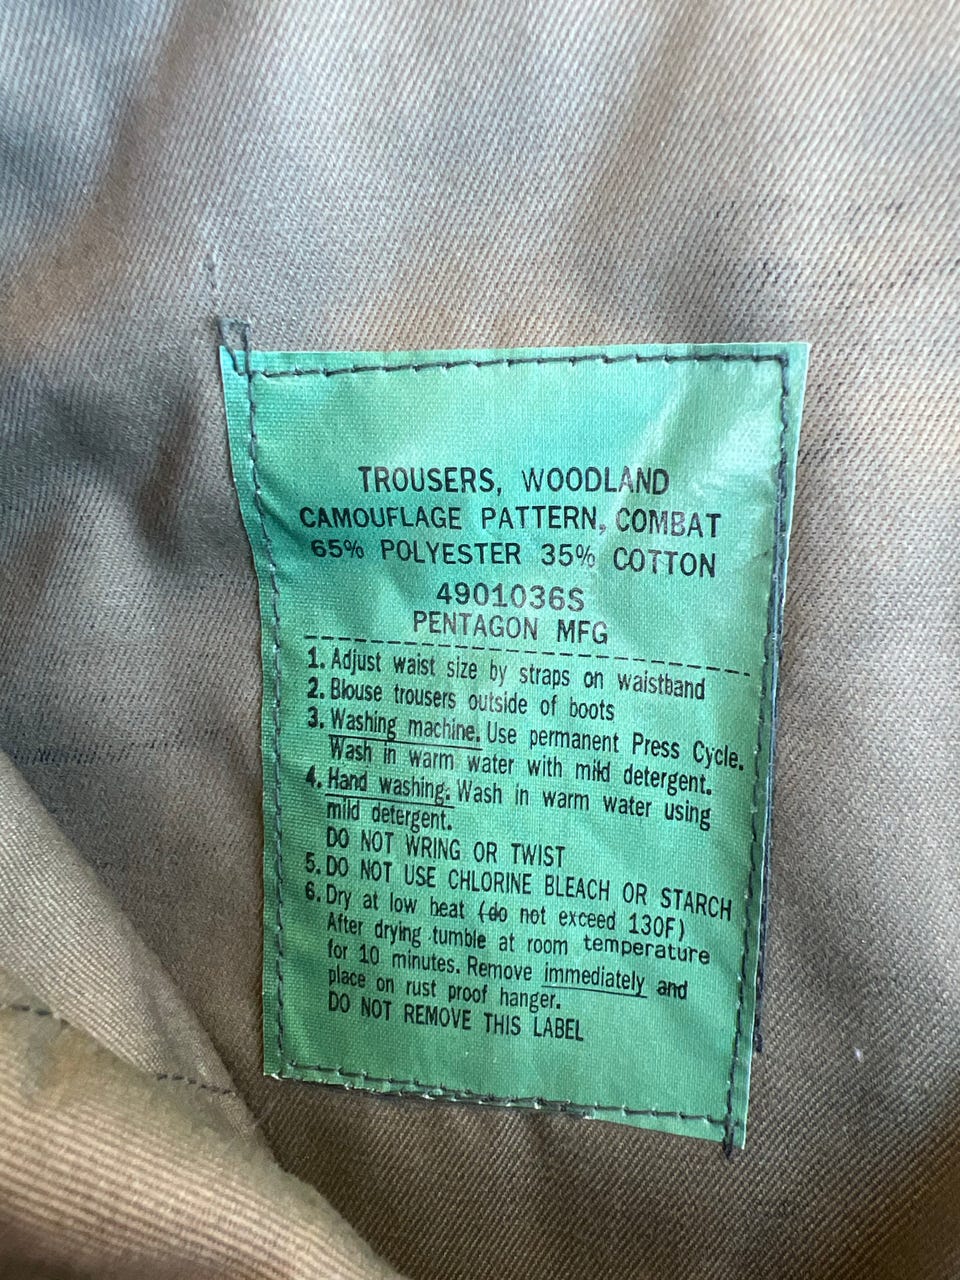 TROUSERS, WOODLAND
CAMOUFLAGE PATTERN, COMBAT
65% POLYESTER 35% COTTON
4901036S
PENTAGON MFG
1. Adjust waist size by straps on waistband
2. Blouse trousers outside of boots
3. Washing machine. Use permanent Press Cycle.
Wash in warm water with mild detergent.
4. Hand washing: Wash in warm water using
mild detergent.
DO NOT WRING OR TWIST
5. DO NOT USE CHLORINE BLEACH OR STARCH
6. Dry at low heat (do not exceed 130F)
After drying tumble at room temperature
for 10 minutes. Remove immediately and
place on rust proof hanger.
DO NOT REMOVE THIS LABEL